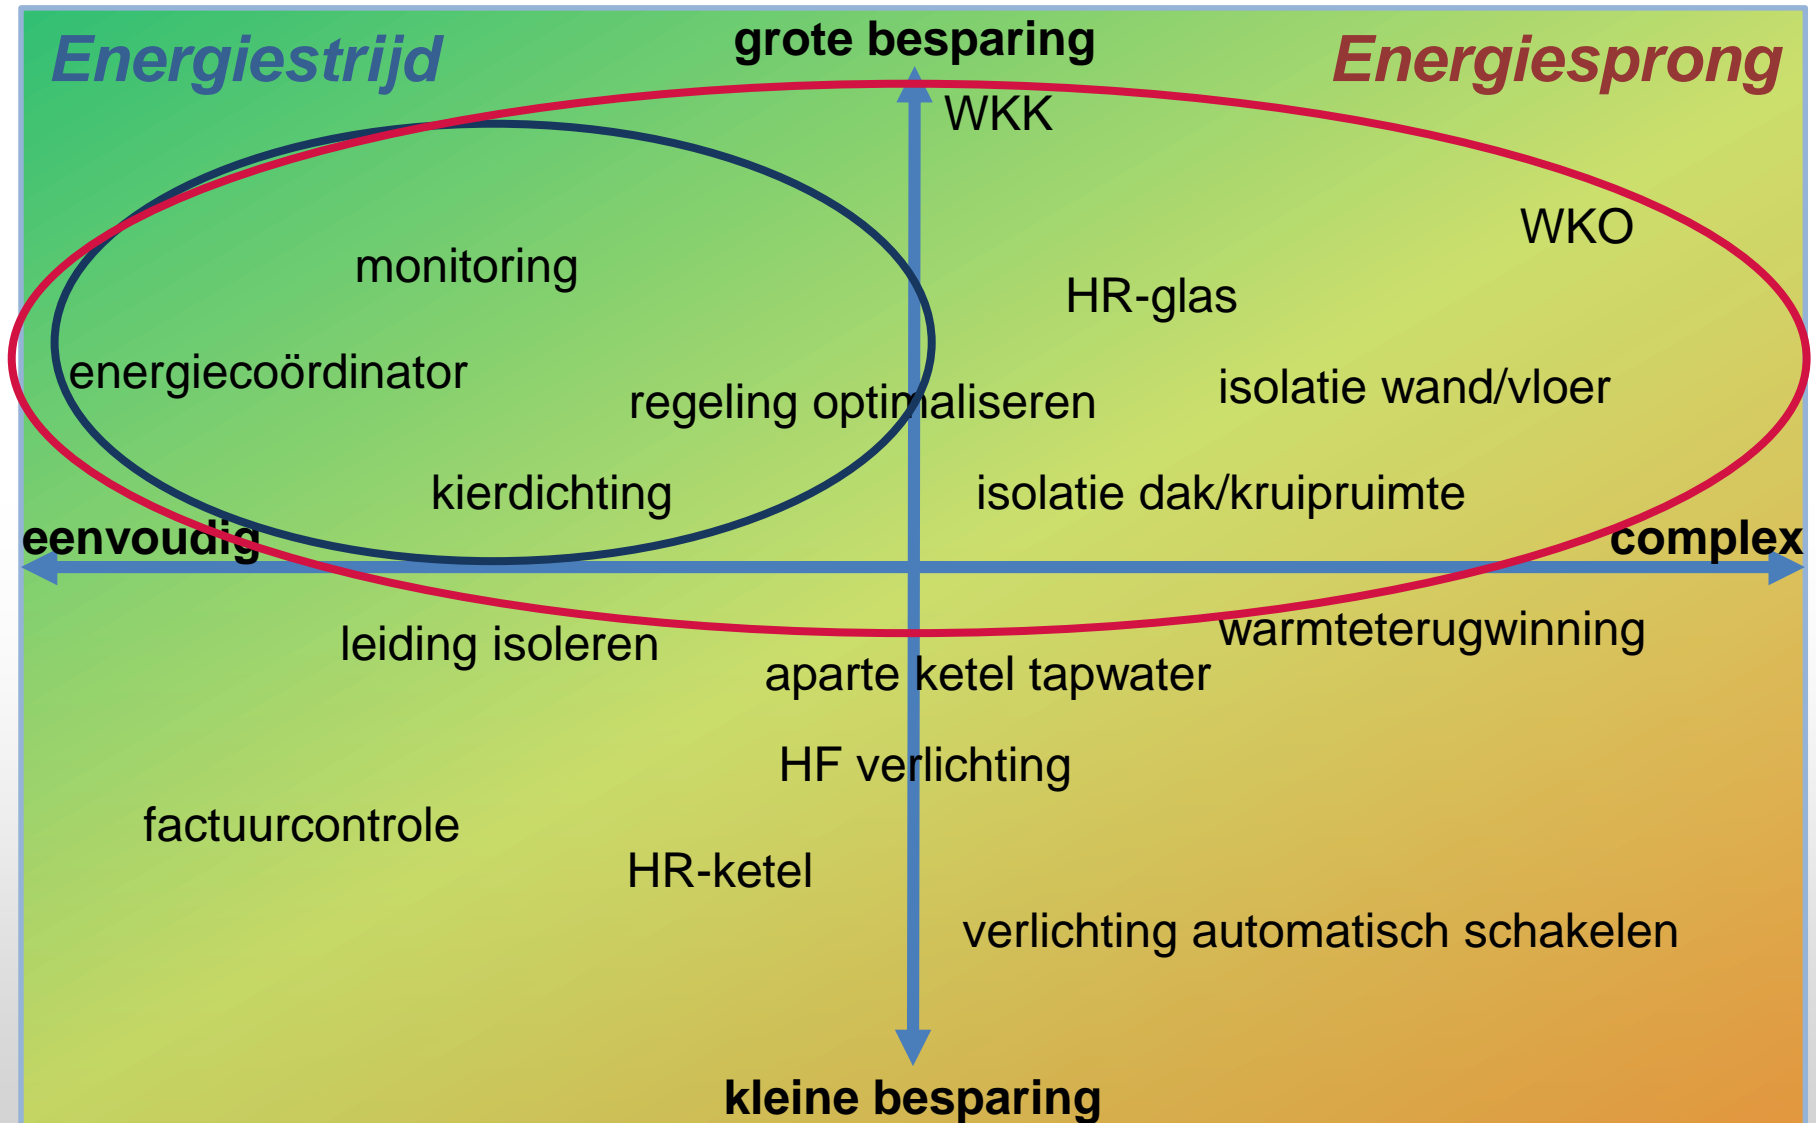 Energiestrijd
grote besparing
Energiesprong
WKK
WKO
monitoring
HR-glas
energiecoördinator
regeling optimaliseren
isolatie wand/vloer
kierdichting
isolatie dak/kruipruimte
eenvoudig
complex
leiding isoleren
warmteterugwinning
aparte ketel tapwater
HF verlichting
factuurcontrole
HR-ketel
verlichting automatisch schakelen
kleine besparing